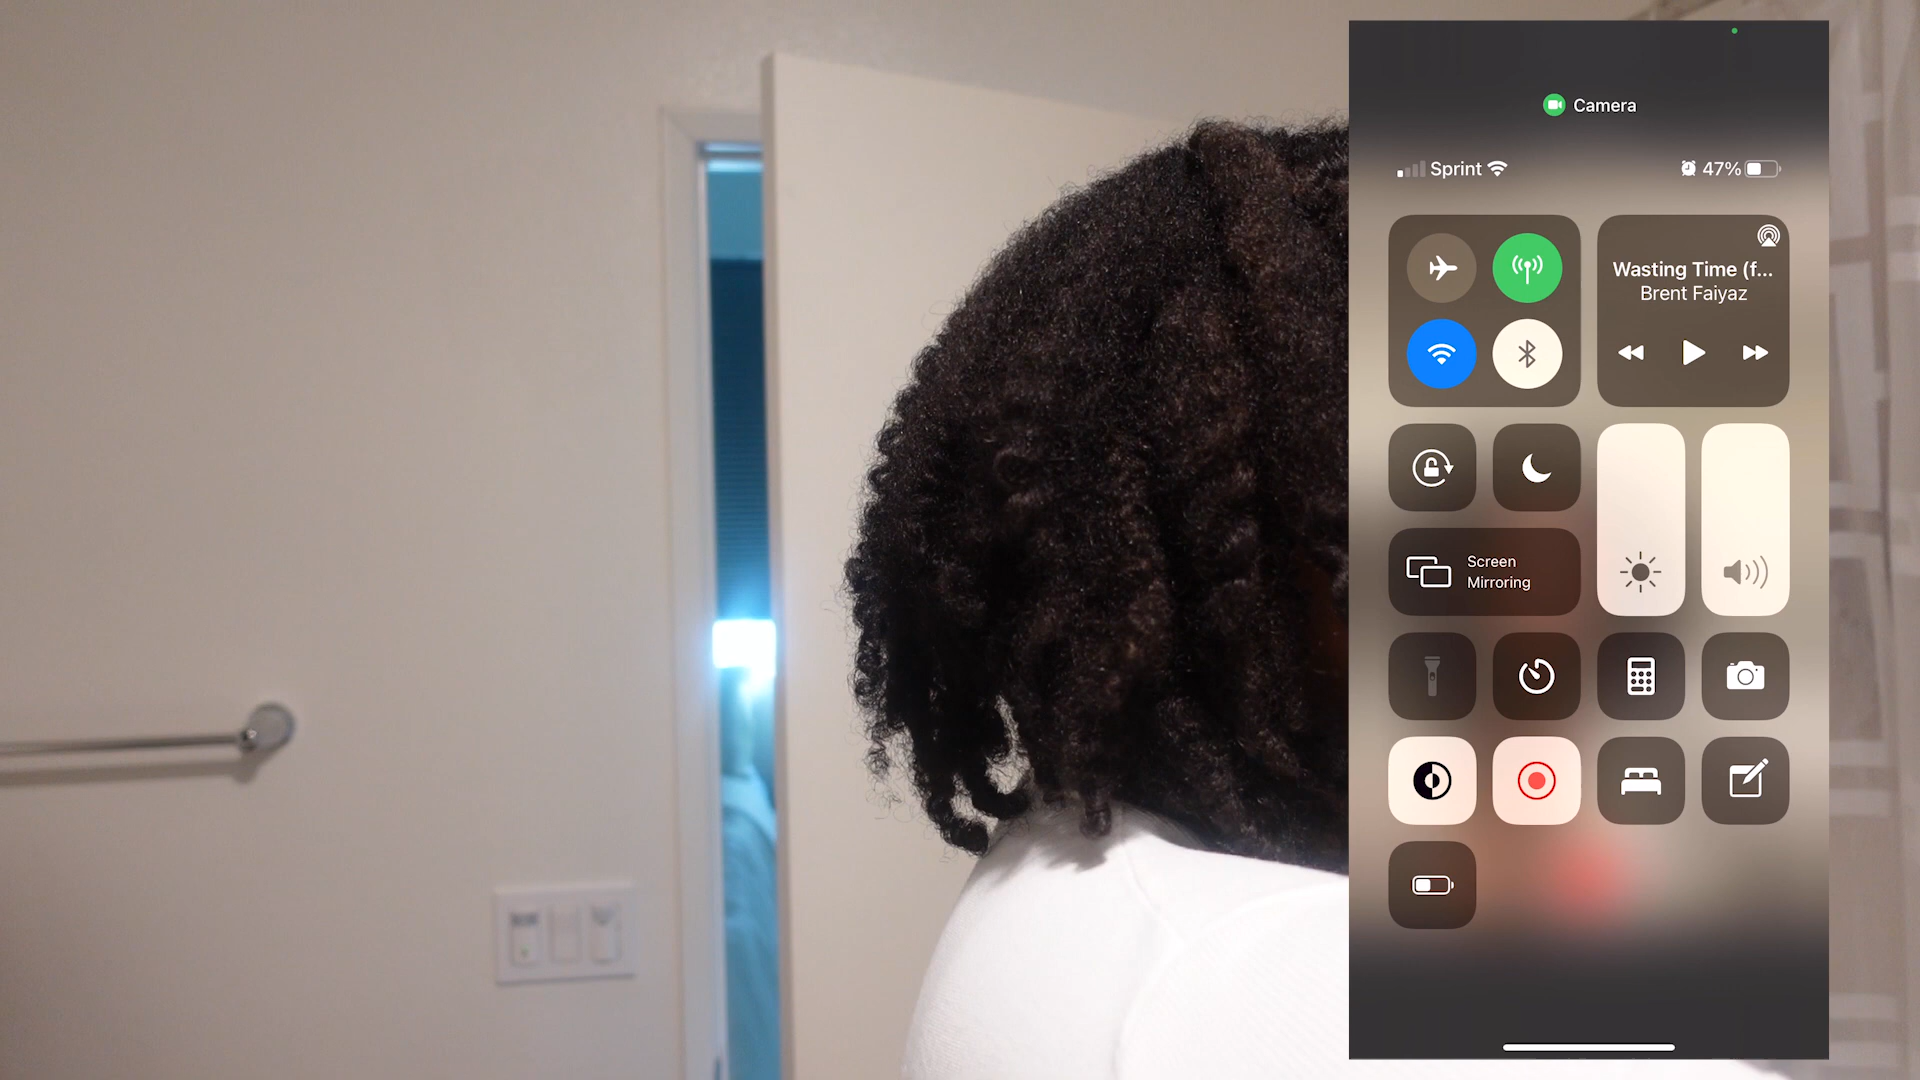 Camera
Sprint 47%
Wasting Time (f...
Brent Faiyaz
Screen
Mirroring